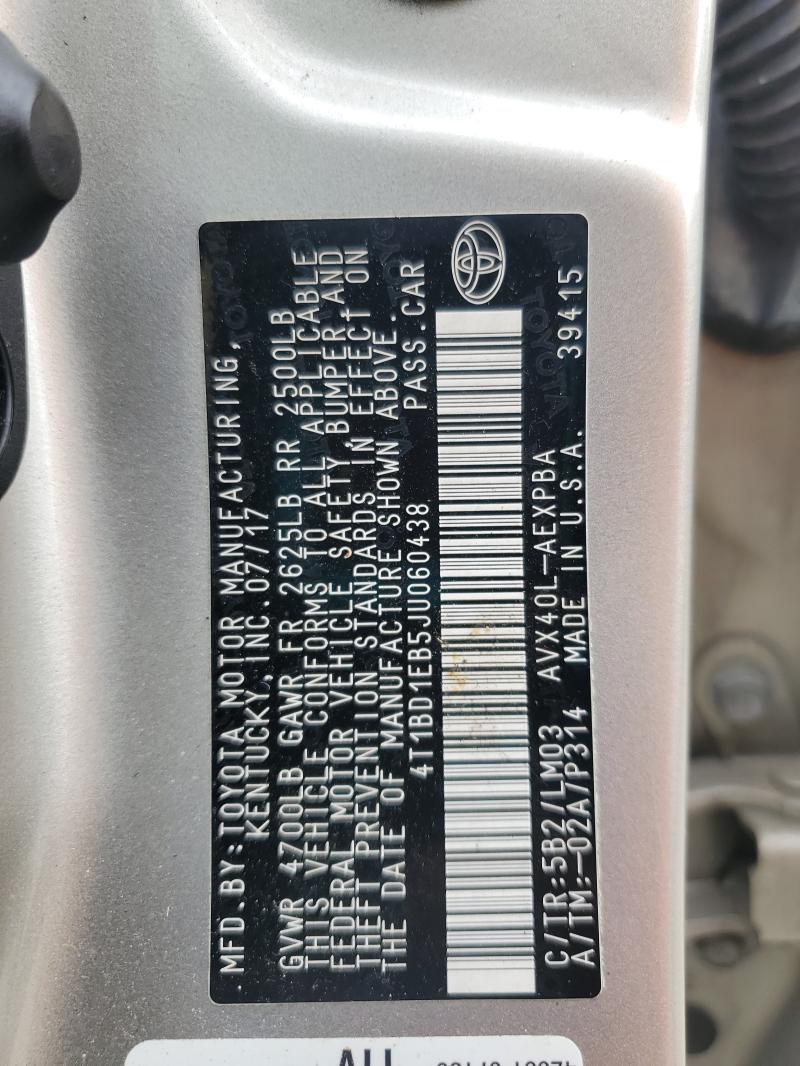 MFD.BY:TOYOTA MOTOR MANUFACTURING,
KENTUCKY, INC.07/17
GVWR 4700LB GAWR FR 2625LB RR 2500LB
THIS VEHICLE CONFORMS TO ALL APPLICABLE
FEDERAL MOTOR VEHICLE SAFETY, BUMPER,AND
THEFT PREVENTION STANDARDS IN EFFECT ON
THE DATE OF MANUFACTURE SHOWN ABOVE.
4T1BD1EB5JU060438 PASS.CAR
C/TR:5B2/LM03 AVX40L-AEXPBA
A/TM:-02A/P314 MADE IN U.S.A. 39415
TOYOTA